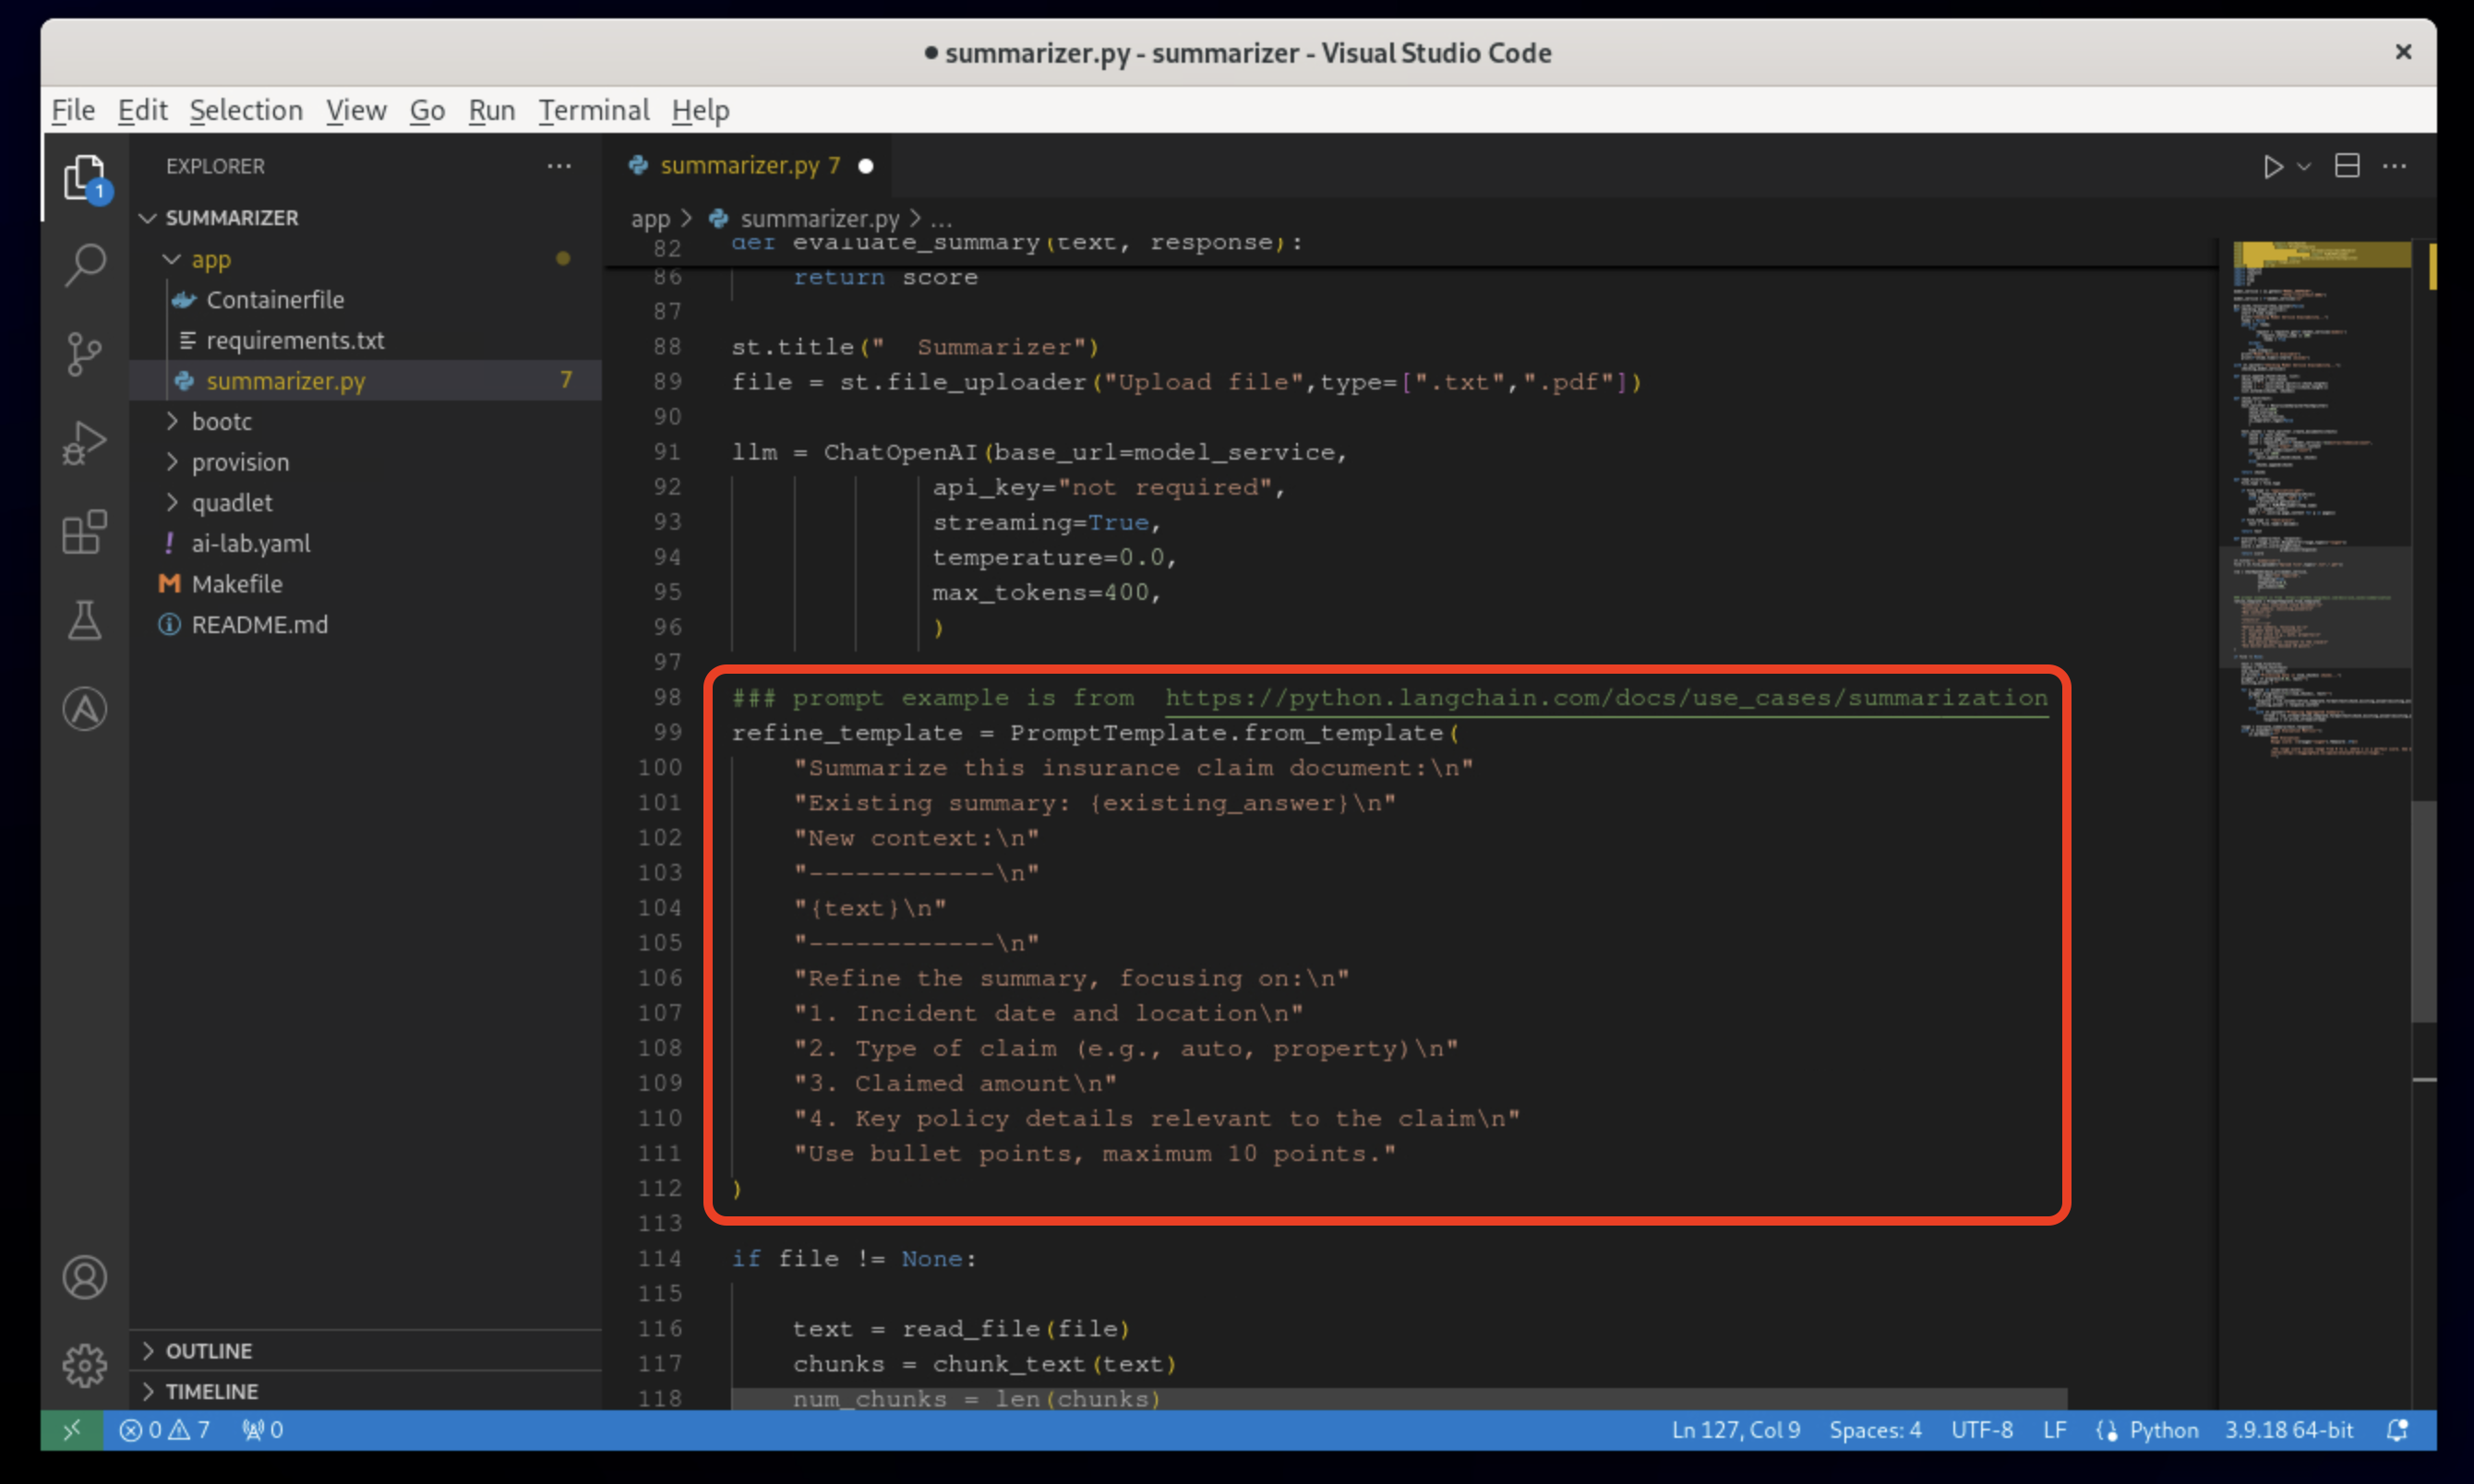 ● summarizer.py - summarizer - Visual Studio Code
File Edit Selection View Go Run Terminal Help
EXPLORER
1
SUMMARIZER
app
Containerfile
requirements.txt
summarizer.py 7
bootc
provision
quadlet
ai-lab.yaml
Makefile
README.md
OUTLINE
TIMELINE
summarizer.py 7
app > summarizer.py > ...
82 def evaluate_summary(text, response):
86 return score
87
88 st.title(" Summarizer")
89 file = st.file_uploader("Upload file",type=[".txt",".pdf"])
90
91 llm = ChatOpenAI(base_url=model_service,
92 api_key="not required",
93 streaming=True,
94 temperature=0.0,
95 max_tokens=400,
96 )
97
98 ### prompt example is from  https://python.langchain.com/docs/use_cases/summarization
99 refine_template = PromptTemplate.from_template(
100 "Summarize this insurance claim document:\n"
101 "Existing summary: {existing_answer}\n"
102 "New context:\n"
103 "------------\n"
104 "{text}\n"
105 "------------\n"
106 "Refine the summary, focusing on:\n"
107 "1. Incident date and location\n"
108 "2. Type of claim (e.g., auto, property)\n"
109 "3. Claimed amount\n"
110 "4. Key policy details relevant to the claim\n"
111 "Use bullet points, maximum 10 points."
112 )
113
114 if file != None:
115
116 text = read_file(file)
117 chunks = chunk_text(text)
118 num_chunks = len(chunks)
0 7 0 Ln 127, Col 9 Spaces: 4 UTF-8 LF Python 3.9.18 64-bit